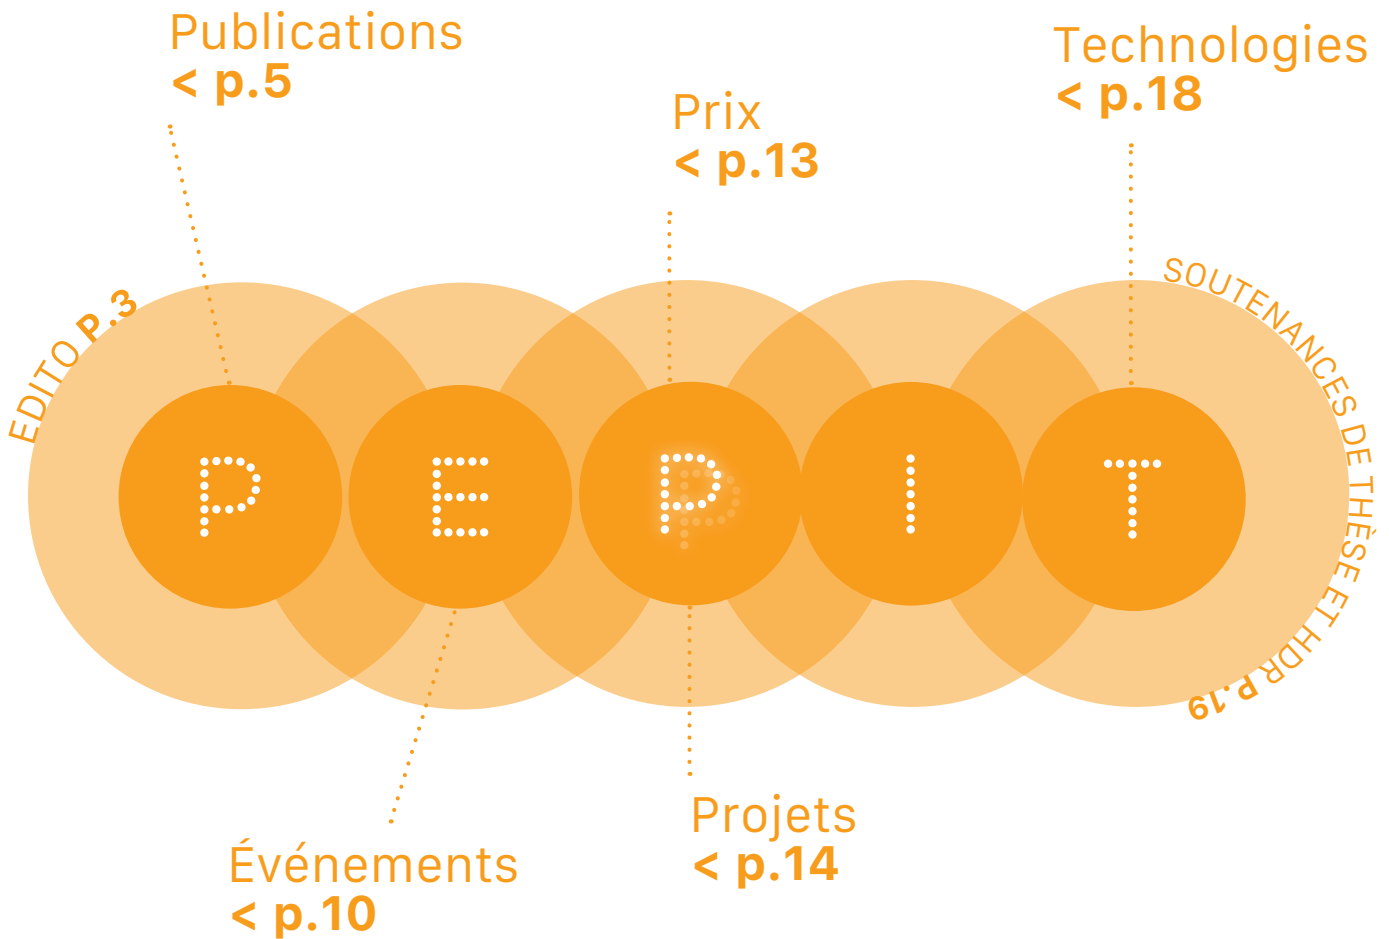 Publications
< p.5
Technologies
< p.18
Prix
< p.13
EDITO P.3
SOUTENANCES DE THÈSE ET HDR P.19
P E P I T
Projets
< p.14
Événements
< p.10